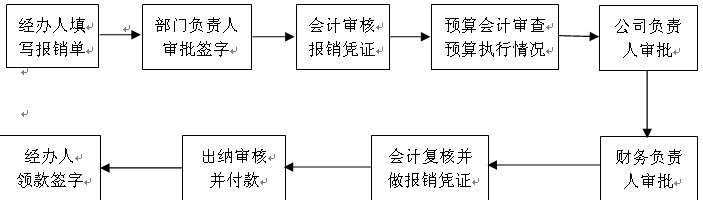 经办人填
写报销单
部门负责人
审批签字
会计审核
报销凭证
预算会计审查
预算执行情况
公司负责
人审批
财务负责
人审批
会计复核并
做报销凭证
出纳审核
并付款
经办人
领款签字